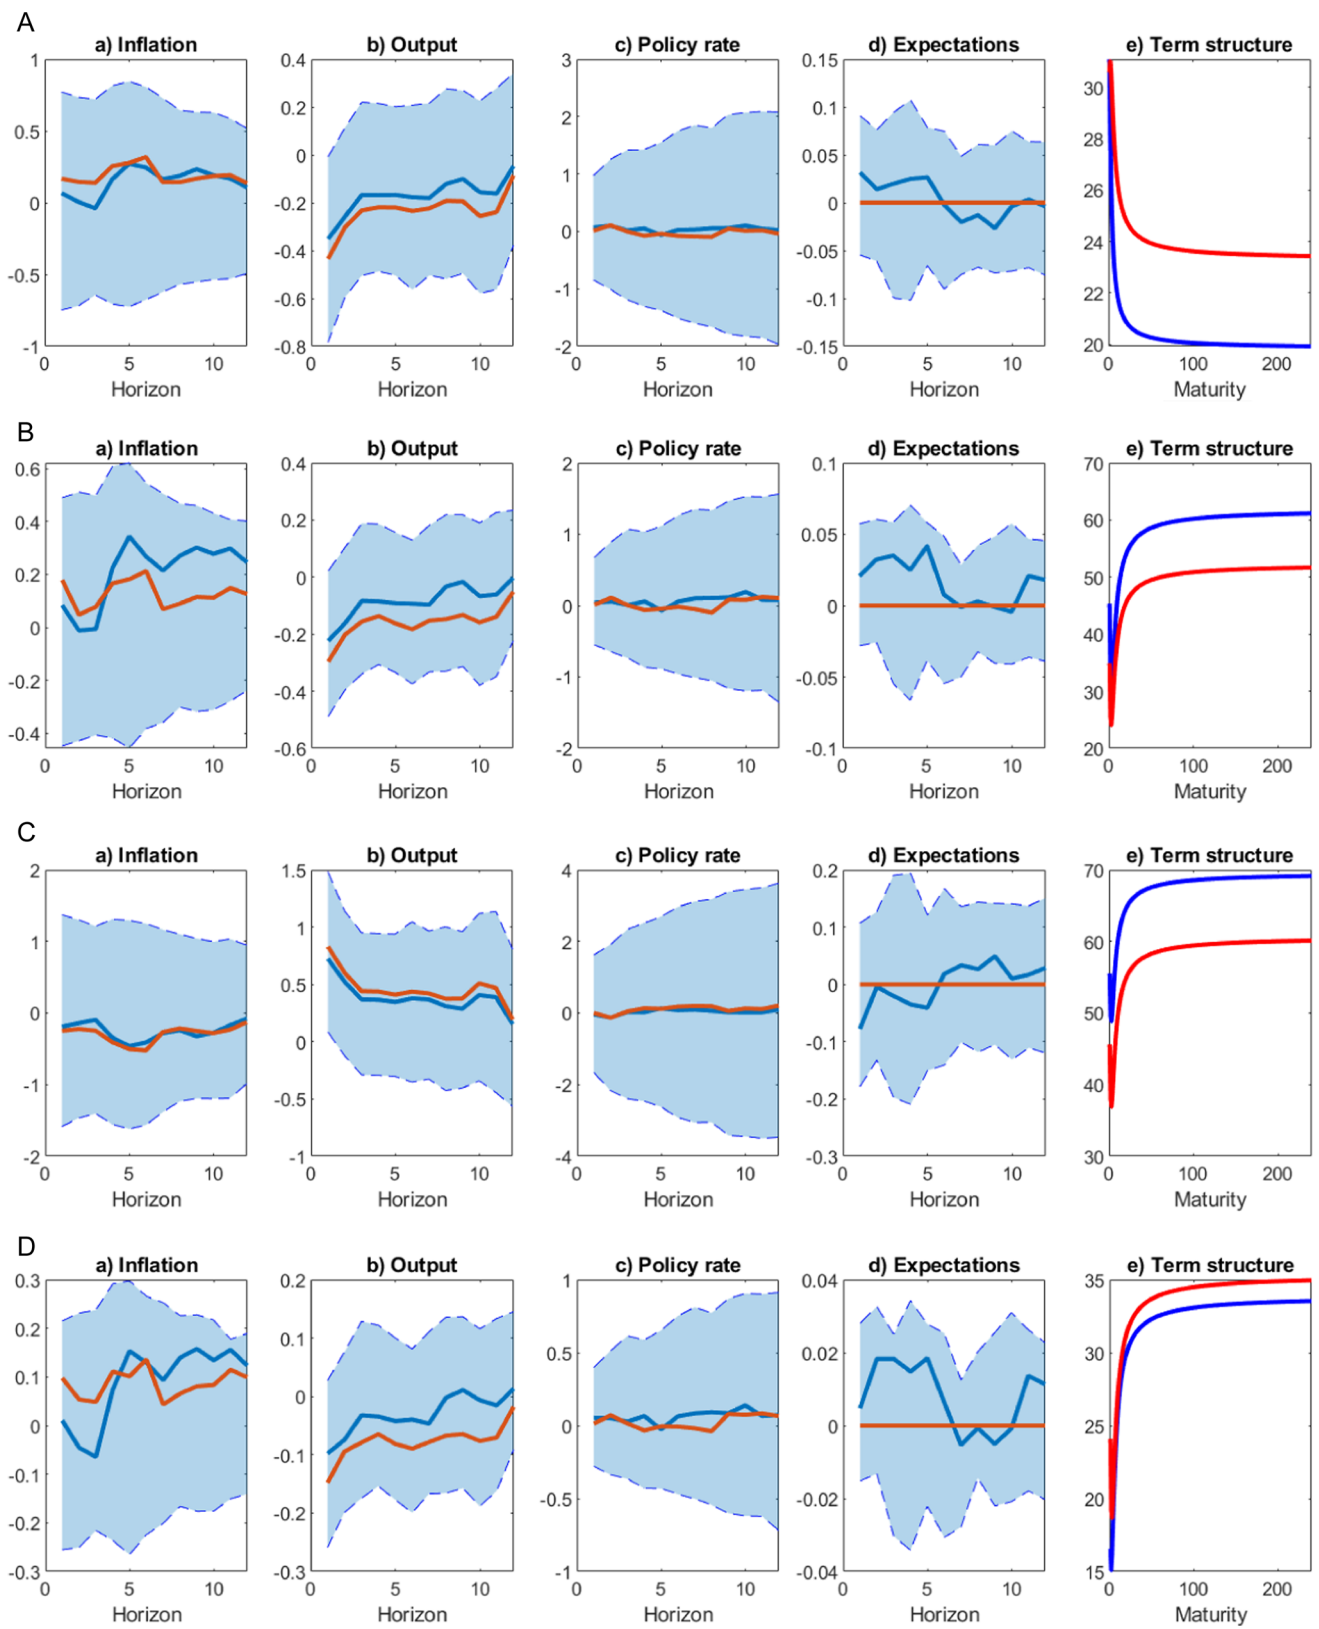 A
a) Inflation b) Output c) Policy rate d) Expectations e) Term structure
1 0.5 0 -0.5 -1
0 5 10
Horizon
0.4 0.2 0 -0.2 -0.4 -0.6 -0.8
0 5 10
Horizon
3 2 1 0 -1 -2
0 5 10
Horizon
0.15 0.1 0.05 0 -0.05 -0.1 -0.15
0 5 10
Horizon
30 28 26 24 22 20
0 100 200
Maturity
B
a) Inflation b) Output c) Policy rate d) Expectations e) Term structure
0.6 0.4 0.2 0 -0.2 -0.4
0 5 10
Horizon
0.4 0.2 0 -0.2 -0.4 -0.6
0 5 10
Horizon
2 1 0 -1 -2
0 5 10
Horizon
0.1 0.05 0 -0.05 -0.1
0 5 10
Horizon
70 60 50 40 30 20
0 100 200
Maturity
C
a) Inflation b) Output c) Policy rate d) Expectations e) Term structure
2 1 0 -1 -2
0 5 10
Horizon
1.5 1 0.5 0 -0.5 -1
0 5 10
Horizon
4 2 0 -2 -4
0 5 10
Horizon
0.2 0.1 0 -0.1 -0.2 -0.3
0 5 10
Horizon
70 60 50 40 30
0 100 200
Maturity
D
a) Inflation b) Output c) Policy rate d) Expectations e) Term structure
0.3 0.2 0.1 0 -0.1 -0.2 -0.3
0 5 10
Horizon
0.2 0.1 0 -0.1 -0.2 -0.3
0 5 10
Horizon
1 0.5 0 -0.5 -1
0 5 10
Horizon
0.04 0.02 0 -0.02 -0.04
0 5 10
Horizon
35 30 25 20 15
0 100 200
Maturity